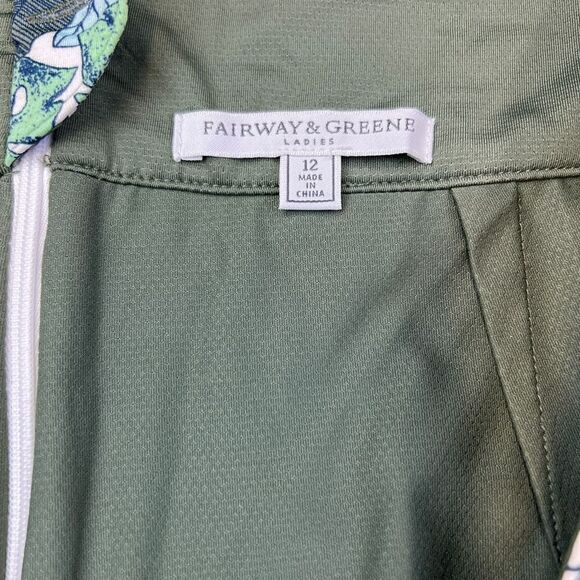 FAIRWAY & GREENE
LADIES
12
MADE
IN
CHINA